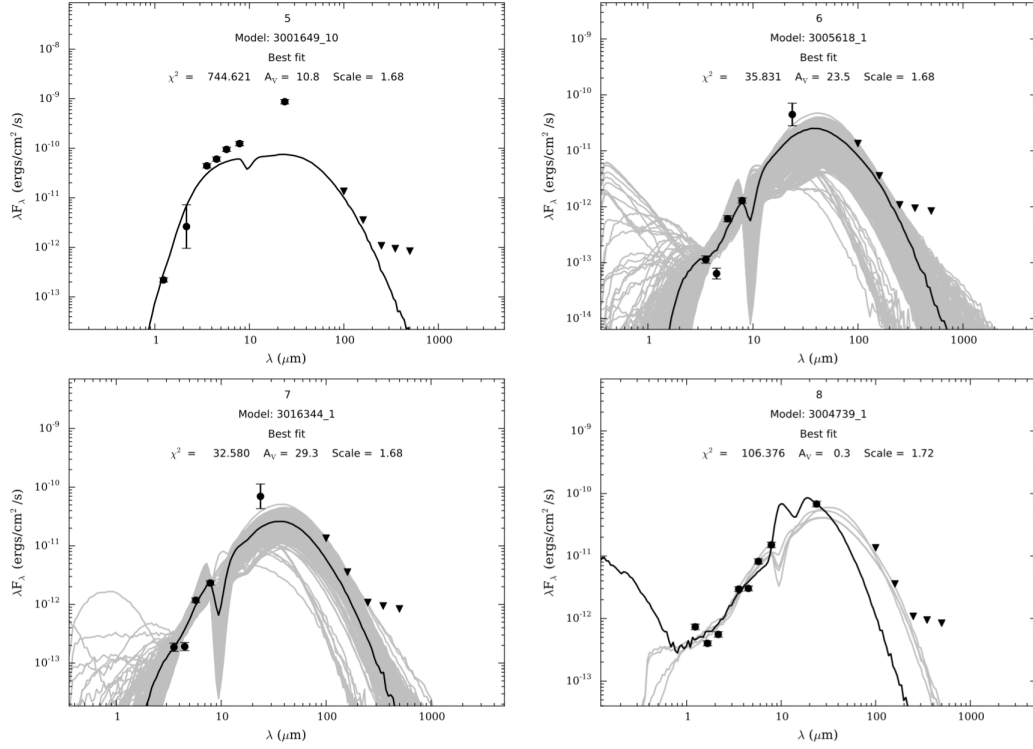 5
Model: 3001649_10
Best fit
χ² = 744.621 A_V = 10.8 Scale = 1.68
10⁻⁸
10⁻⁹
10⁻¹⁰
10⁻¹¹
10⁻¹²
10⁻¹³
λF_λ (ergs/cm² /s)
1 10 100 1000
λ (μm)
6
Model: 3005618_1
Best fit
χ² = 35.831 A_V = 23.5 Scale = 1.68
10⁻⁹
10⁻¹⁰
10⁻¹¹
10⁻¹²
10⁻¹³
10⁻¹⁴
λF_λ (ergs/cm² /s)
1 10 100 1000
λ (μm)
7
Model: 3016344_1
Best fit
χ² = 32.580 A_V = 29.3 Scale = 1.68
10⁻⁹
10⁻¹⁰
10⁻¹¹
10⁻¹²
10⁻¹³
λF_λ (ergs/cm² /s)
1 10 100 1000
λ (μm)
8
Model: 3004739_1
Best fit
χ² = 106.376 A_V = 0.3 Scale = 1.72
10⁻⁹
10⁻¹⁰
10⁻¹¹
10⁻¹²
10⁻¹³
λF_λ (ergs/cm² /s)
1 10 100 1000
λ (μm)